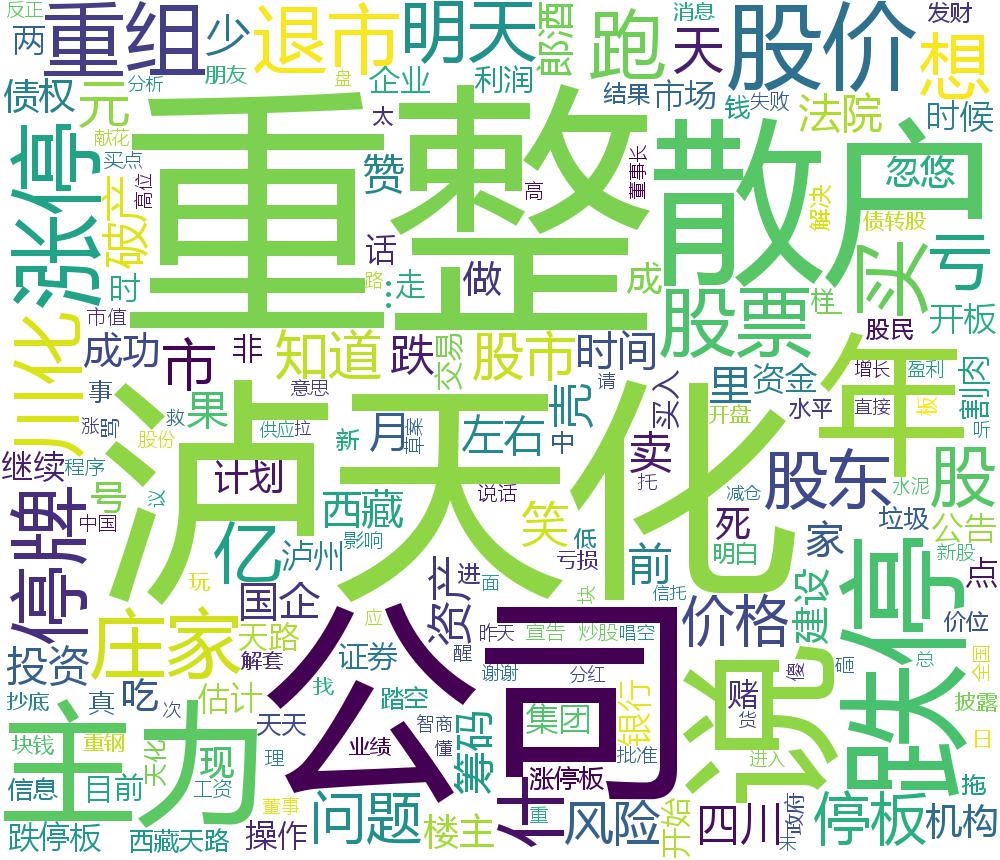 反正
两
重组
少
朋友
盘
分析
退市
明天
郎酒
跑
消息
天
股价
发财
想
债权
元
献花
买点
企业
利润
太
结果
市场
钱
失败
法院
时候
涨停
破产
高位
重整
赞
高
董事长
散户
忽悠
解决
债转股
买
亏
开板
时
市值
话
路
…
走
做
成
股票
样
股民
川化
成功
市
非
知道
跌
交易
股市
时间
里
资金
年
增长
盈利
直接
板
割肉
听
事
涨
骂
救
果
股份
意思
供应
拉
新
月
左右
中
壳
请
买入
开盘
水平
卖
股东
股
继续
程序
号
议
计划
泸天化
西藏
说话
笑
低
托
减仓
死
明白
家
水泥
垃圾
公告
新股
点
停牌
中国
亿
泸州
影响
亏损
块
前
信托
跌停
玩
国企
应
资产
进
面
昨天
宣告
炒股
唱空
价格
建设
价位
投资
庄家
天路
解套
证券
醒
谢谢
分红
公司
说
傻
砸
总
全国
抄底
真
吃
次
估计
找
踏空
智商
懂
筹码
集团
银行
赌
货
披露
日
主力
块钱
重钢
天化
现
天天
理
业绩
涨停板
批准
进入
信息
目前
工资
董事
问题
什
重
风险
开始
四川
政府
停板
机构
拖
跌停板
西藏天路
操作
楼主